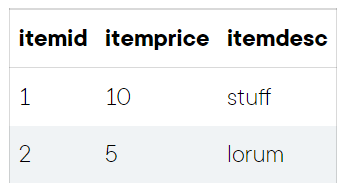 itemid itemprice itemdesc
1 10 stuff
2 5 lorum